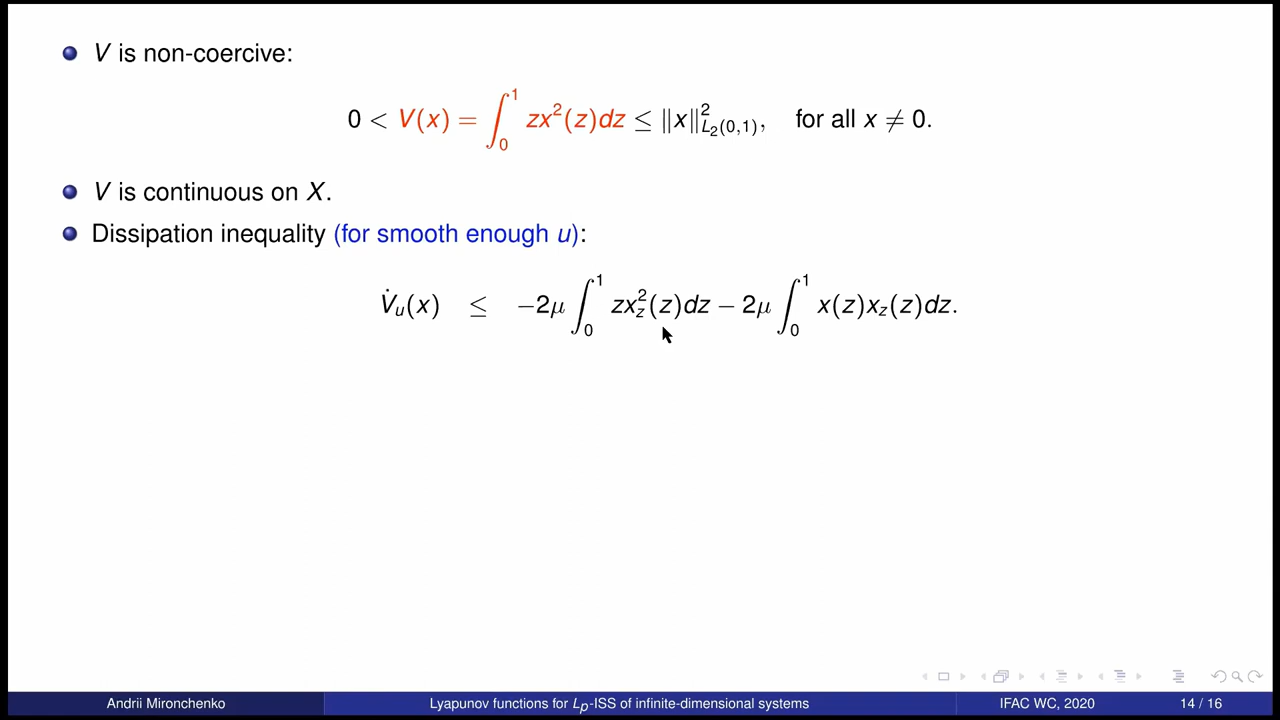 V is non-coercive:
0 < V(x) = ∫₀¹ zx²(z)dz ≤ ‖x‖²_{L₂(0,1)}, for all x ≠ 0.
V is continuous on X.
Dissipation inequality (for smooth enough u):
V̇ᵤ(x) ≤ −2μ ∫₀¹ zx_z²(z)dz − 2μ ∫₀¹ x(z)x_z(z)dz.
Andrii Mironchenko Lyapunov functions for Lₚ-ISS of infinite-dimensional systems IFAC WC, 2020 14 / 16